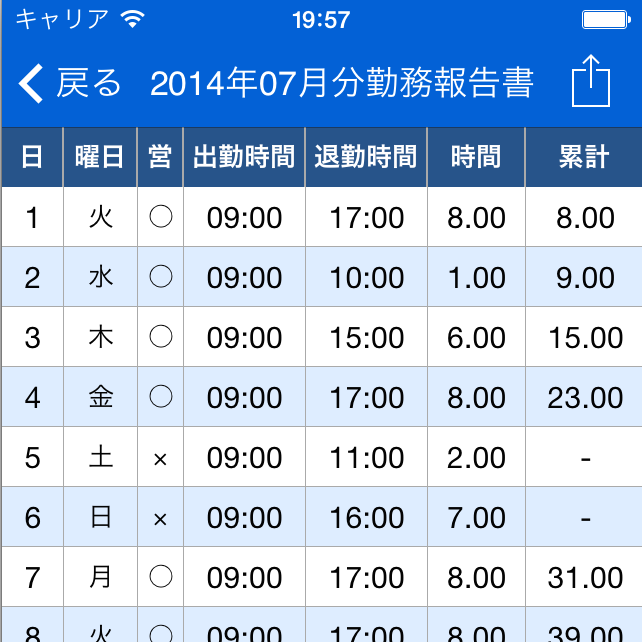 キャリア 19:57
戻る 2014年07月分勤務報告書
日 曜日 営 出勤時間 退勤時間 時間 累計
1 火 ○ 09:00 17:00 8.00 8.00
2 水 ○ 09:00 10:00 1.00 9.00
3 木 ○ 09:00 15:00 6.00 15.00
4 金 ○ 09:00 17:00 8.00 23.00
5 土 × 09:00 11:00 2.00 -
6 日 × 09:00 16:00 7.00 -
7 月 ○ 09:00 17:00 8.00 31.00
8 火 ○ 09:00 17:00 8.00 39.00